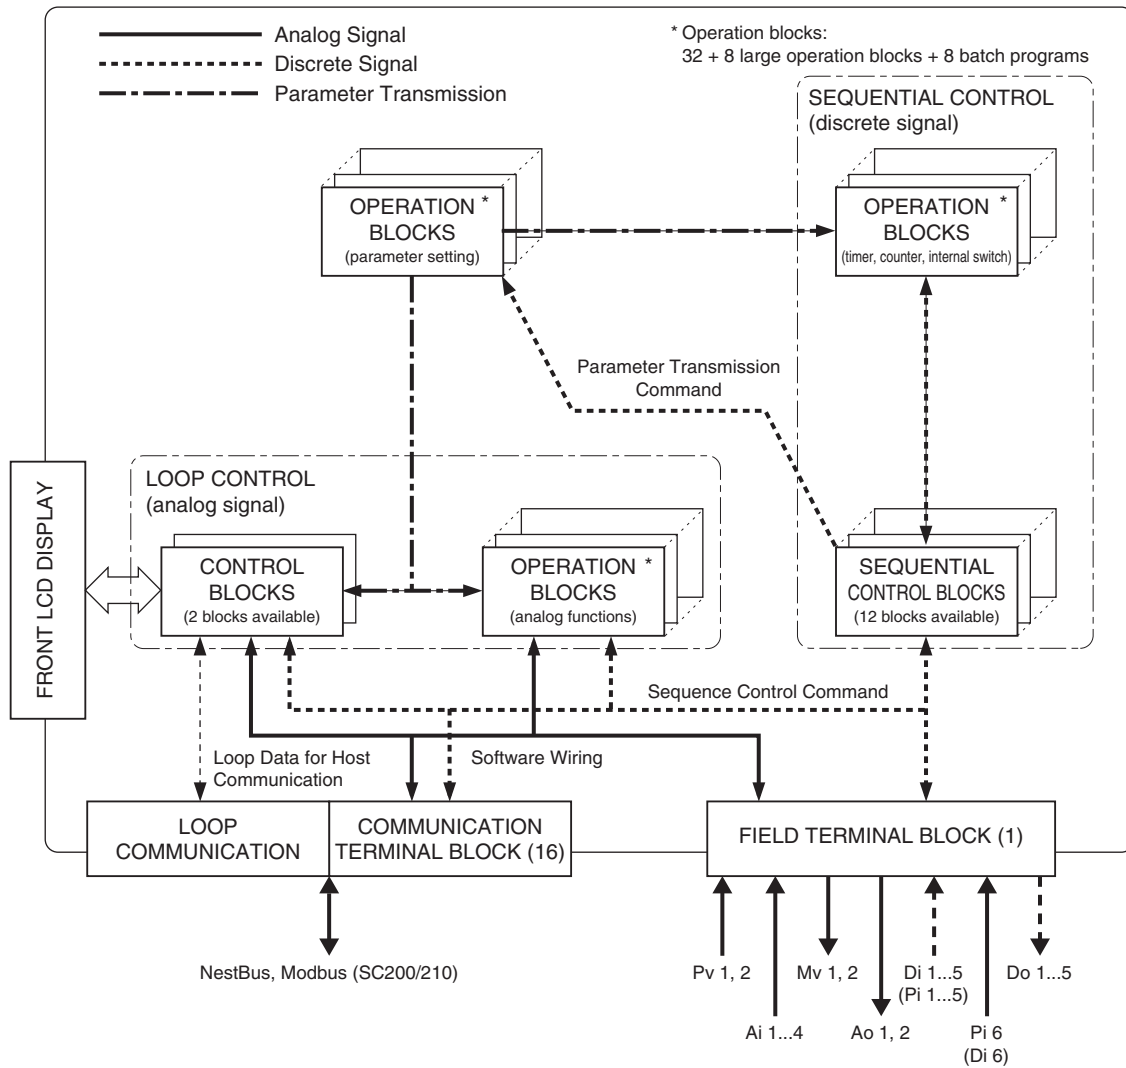 Analog Signal
Discrete Signal
Parameter Transmission
* Operation blocks:
32 + 8 large operation blocks + 8 batch programs
SEQUENTIAL CONTROL
(discrete signal)
OPERATION *
BLOCKS
(parameter setting)
OPERATION *
BLOCKS
(timer, counter, internal switch)
Parameter Transmission
Command
LOOP CONTROL
(analog signal)
FRONT LCD DISPLAY
CONTROL
BLOCKS
(2 blocks available)
OPERATION *
BLOCKS
(analog functions)
SEQUENTIAL
CONTROL BLOCKS
(12 blocks available)
Sequence Control Command
Loop Data for Host
Communication
Software Wiring
LOOP
COMMUNICATION
COMMUNICATION
TERMINAL BLOCK (16)
FIELD TERMINAL BLOCK (1)
NestBus, Modbus (SC200/210)
Pv 1, 2
Mv 1, 2
Di 1...5
(Pi 1...5)
Do 1...5
Ai 1...4
Ao 1, 2
Pi 6
(Di 6)